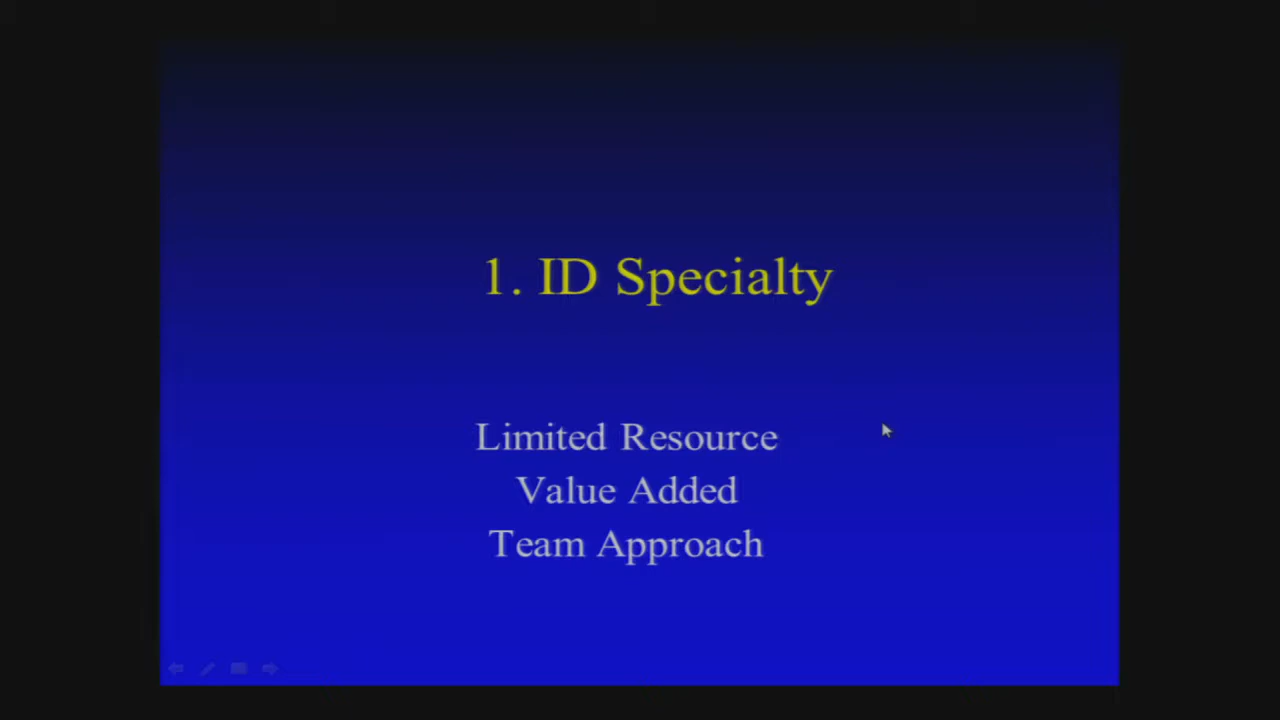 1. ID Specialty
Limited Resource
Value Added
Team Approach